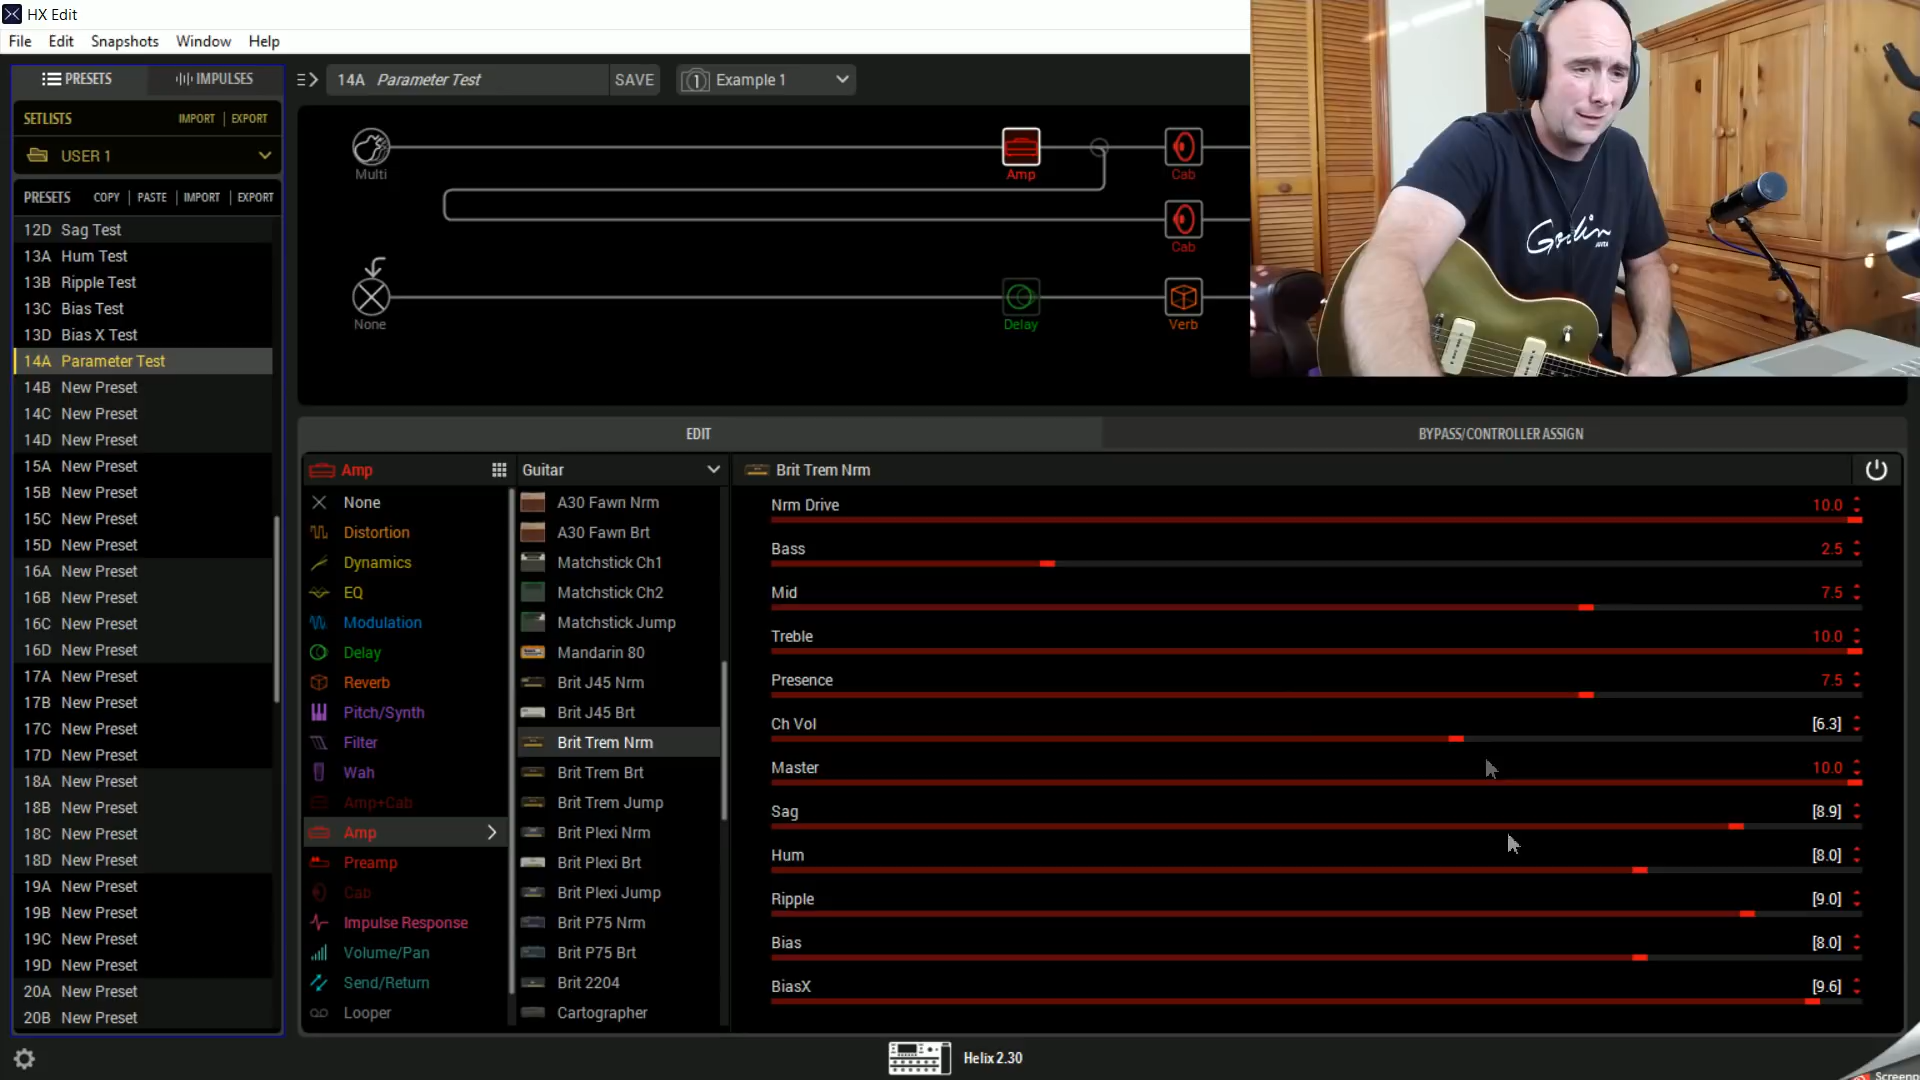 HX Edit
File Edit Snapshots Window Help
PRESETS IMPULSES
14A Parameter Test SAVE 1 Example 1
SETLISTS IMPORT | EXPORT
USER 1
PRESETS COPY | PASTE | IMPORT | EXPORT
12D Sag Test
13A Hum Test
13B Ripple Test
13C Bias Test
13D Bias X Test
14A Parameter Test
14B New Preset
14C New Preset
14D New Preset
15A New Preset
15B New Preset
15C New Preset
15D New Preset
16A New Preset
16B New Preset
16C New Preset
16D New Preset
17A New Preset
17B New Preset
17C New Preset
17D New Preset
18A New Preset
18B New Preset
18C New Preset
18D New Preset
19A New Preset
19B New Preset
19C New Preset
19D New Preset
20A New Preset
20B New Preset
Multi
Amp
Cab
Cab
None
Delay
Verb
Godin
EDIT
BYPASS/CONTROLLER ASSIGN
Amp
None
Distortion
Dynamics
EQ
Modulation
Delay
Reverb
Pitch/Synth
Filter
Wah
Amp+Cab
Amp
Preamp
Cab
Impulse Response
Volume/Pan
Send/Return
Looper
Guitar
A30 Fawn Nrm
A30 Fawn Brt
Matchstick Ch1
Matchstick Ch2
Matchstick Jump
Mandarin 80
Brit J45 Nrm
Brit J45 Brt
Brit Trem Nrm
Brit Trem Brt
Brit Trem Jump
Brit Plexi Nrm
Brit Plexi Brt
Brit Plexi Jump
Brit P75 Nrm
Brit P75 Brt
Brit 2204
Cartographer
Brit Trem Nrm
Nrm Drive 10.0
Bass 2.5
Mid 7.5
Treble 10.0
Presence 7.5
Ch Vol [6.3]
Master 10.0
Sag [8.9]
Hum [8.0]
Ripple [9.0]
Bias [8.0]
BiasX [9.6]
Helix 2.30